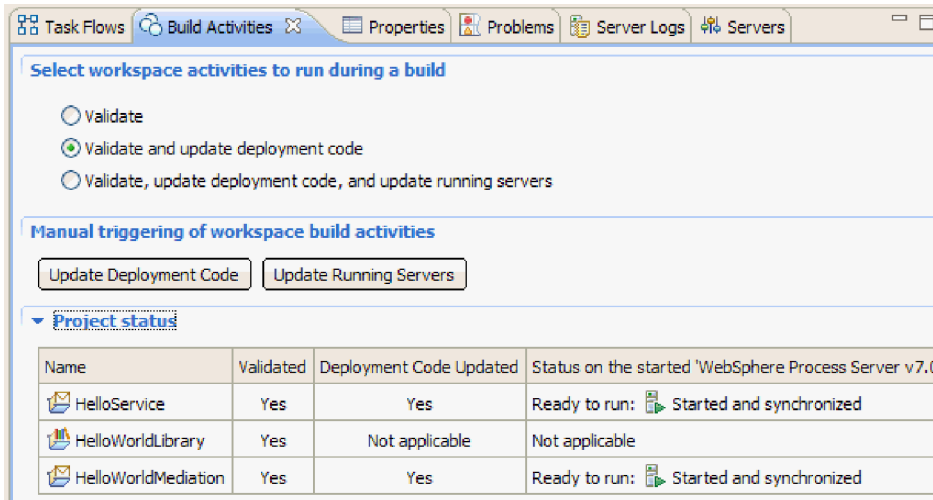 Task Flows Build Activities Properties Problems Server Logs Servers
Select workspace activities to run during a build
Validate
Validate and update deployment code
Validate, update deployment code, and update running servers
Manual triggering of workspace build activities
Update Deployment Code Update Running Servers
Project status
Name Validated Deployment Code Updated Status on the started 'WebSphere Process Server v7.0
HelloService Yes Yes Ready to run: Started and synchronized
HelloWorldLibrary Yes Not applicable Not applicable
HelloWorldMediation Yes Yes Ready to run: Started and synchronized